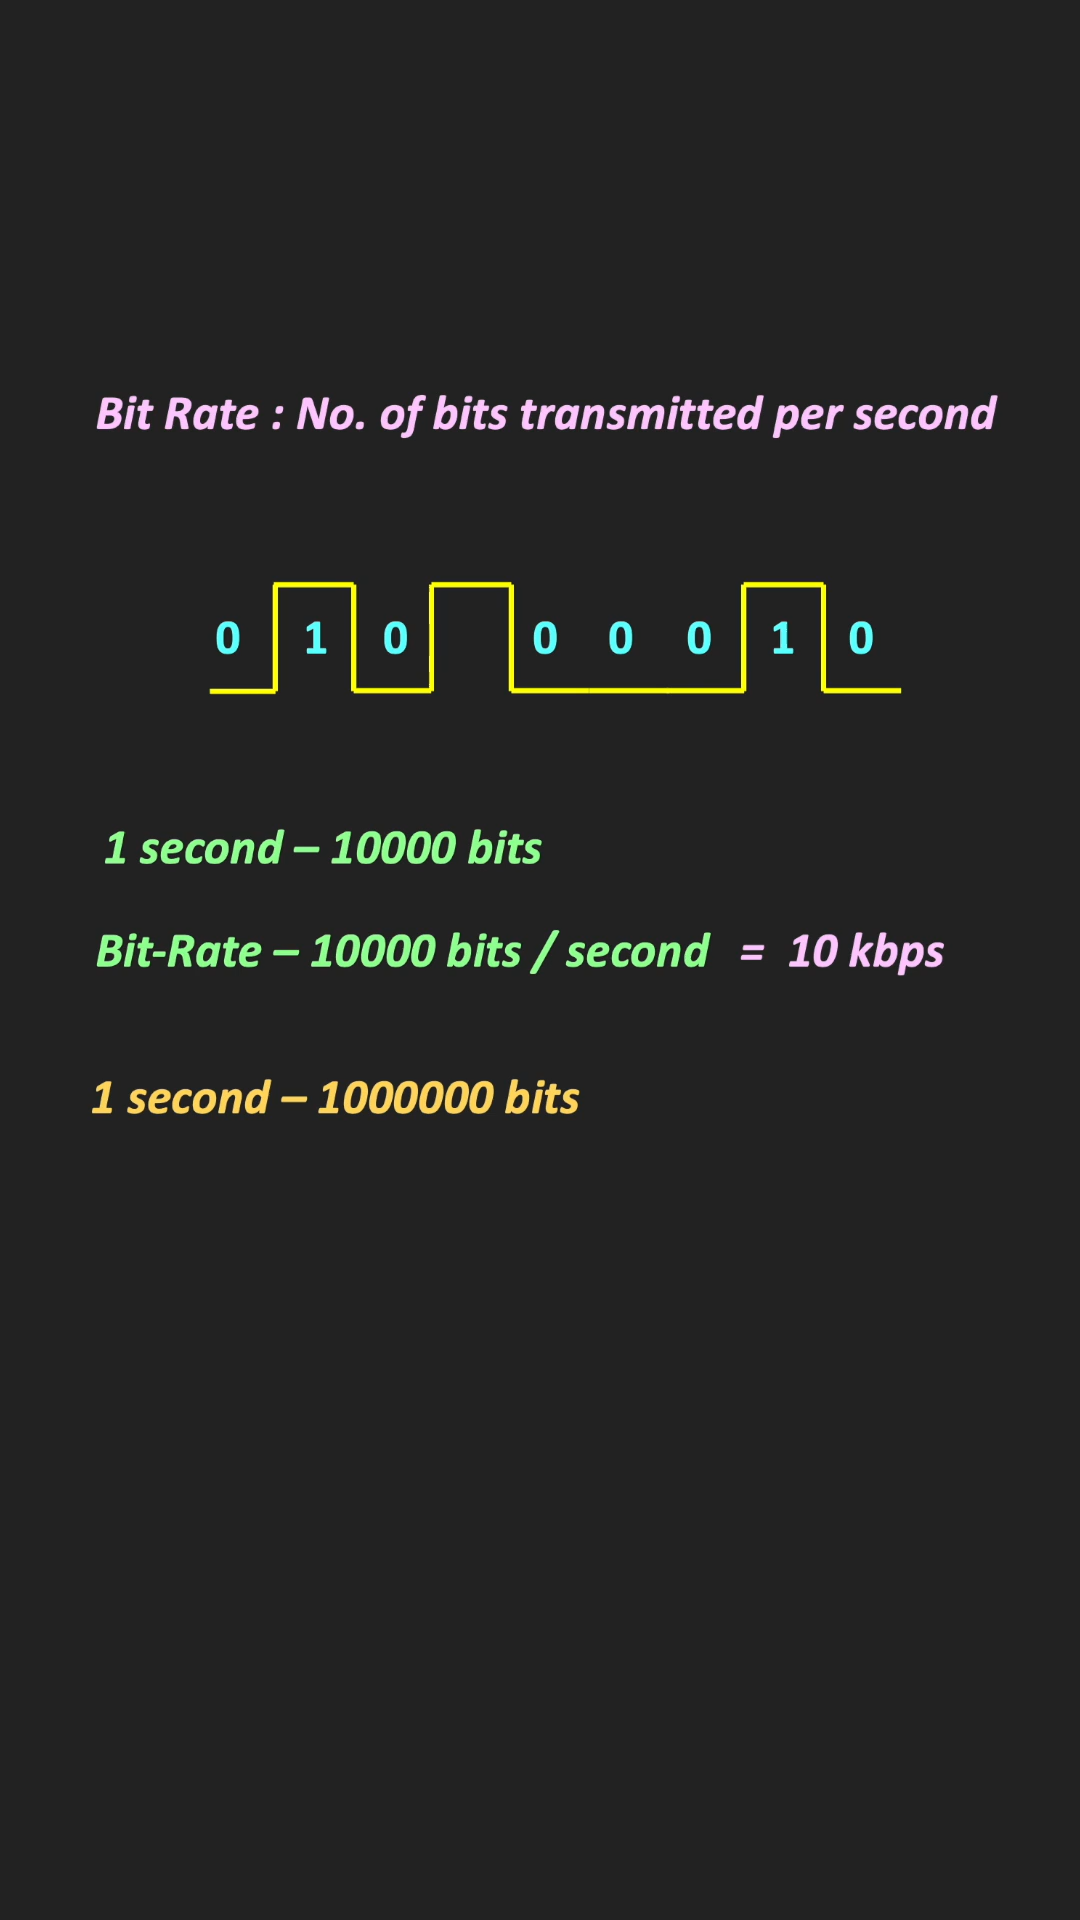 Bit Rate : No. of bits transmitted per second
0 1 0 0 0 0 1 0
1 second – 10000 bits
Bit-Rate – 10000 bits / second = 10 kbps
1 second – 1000000 bits